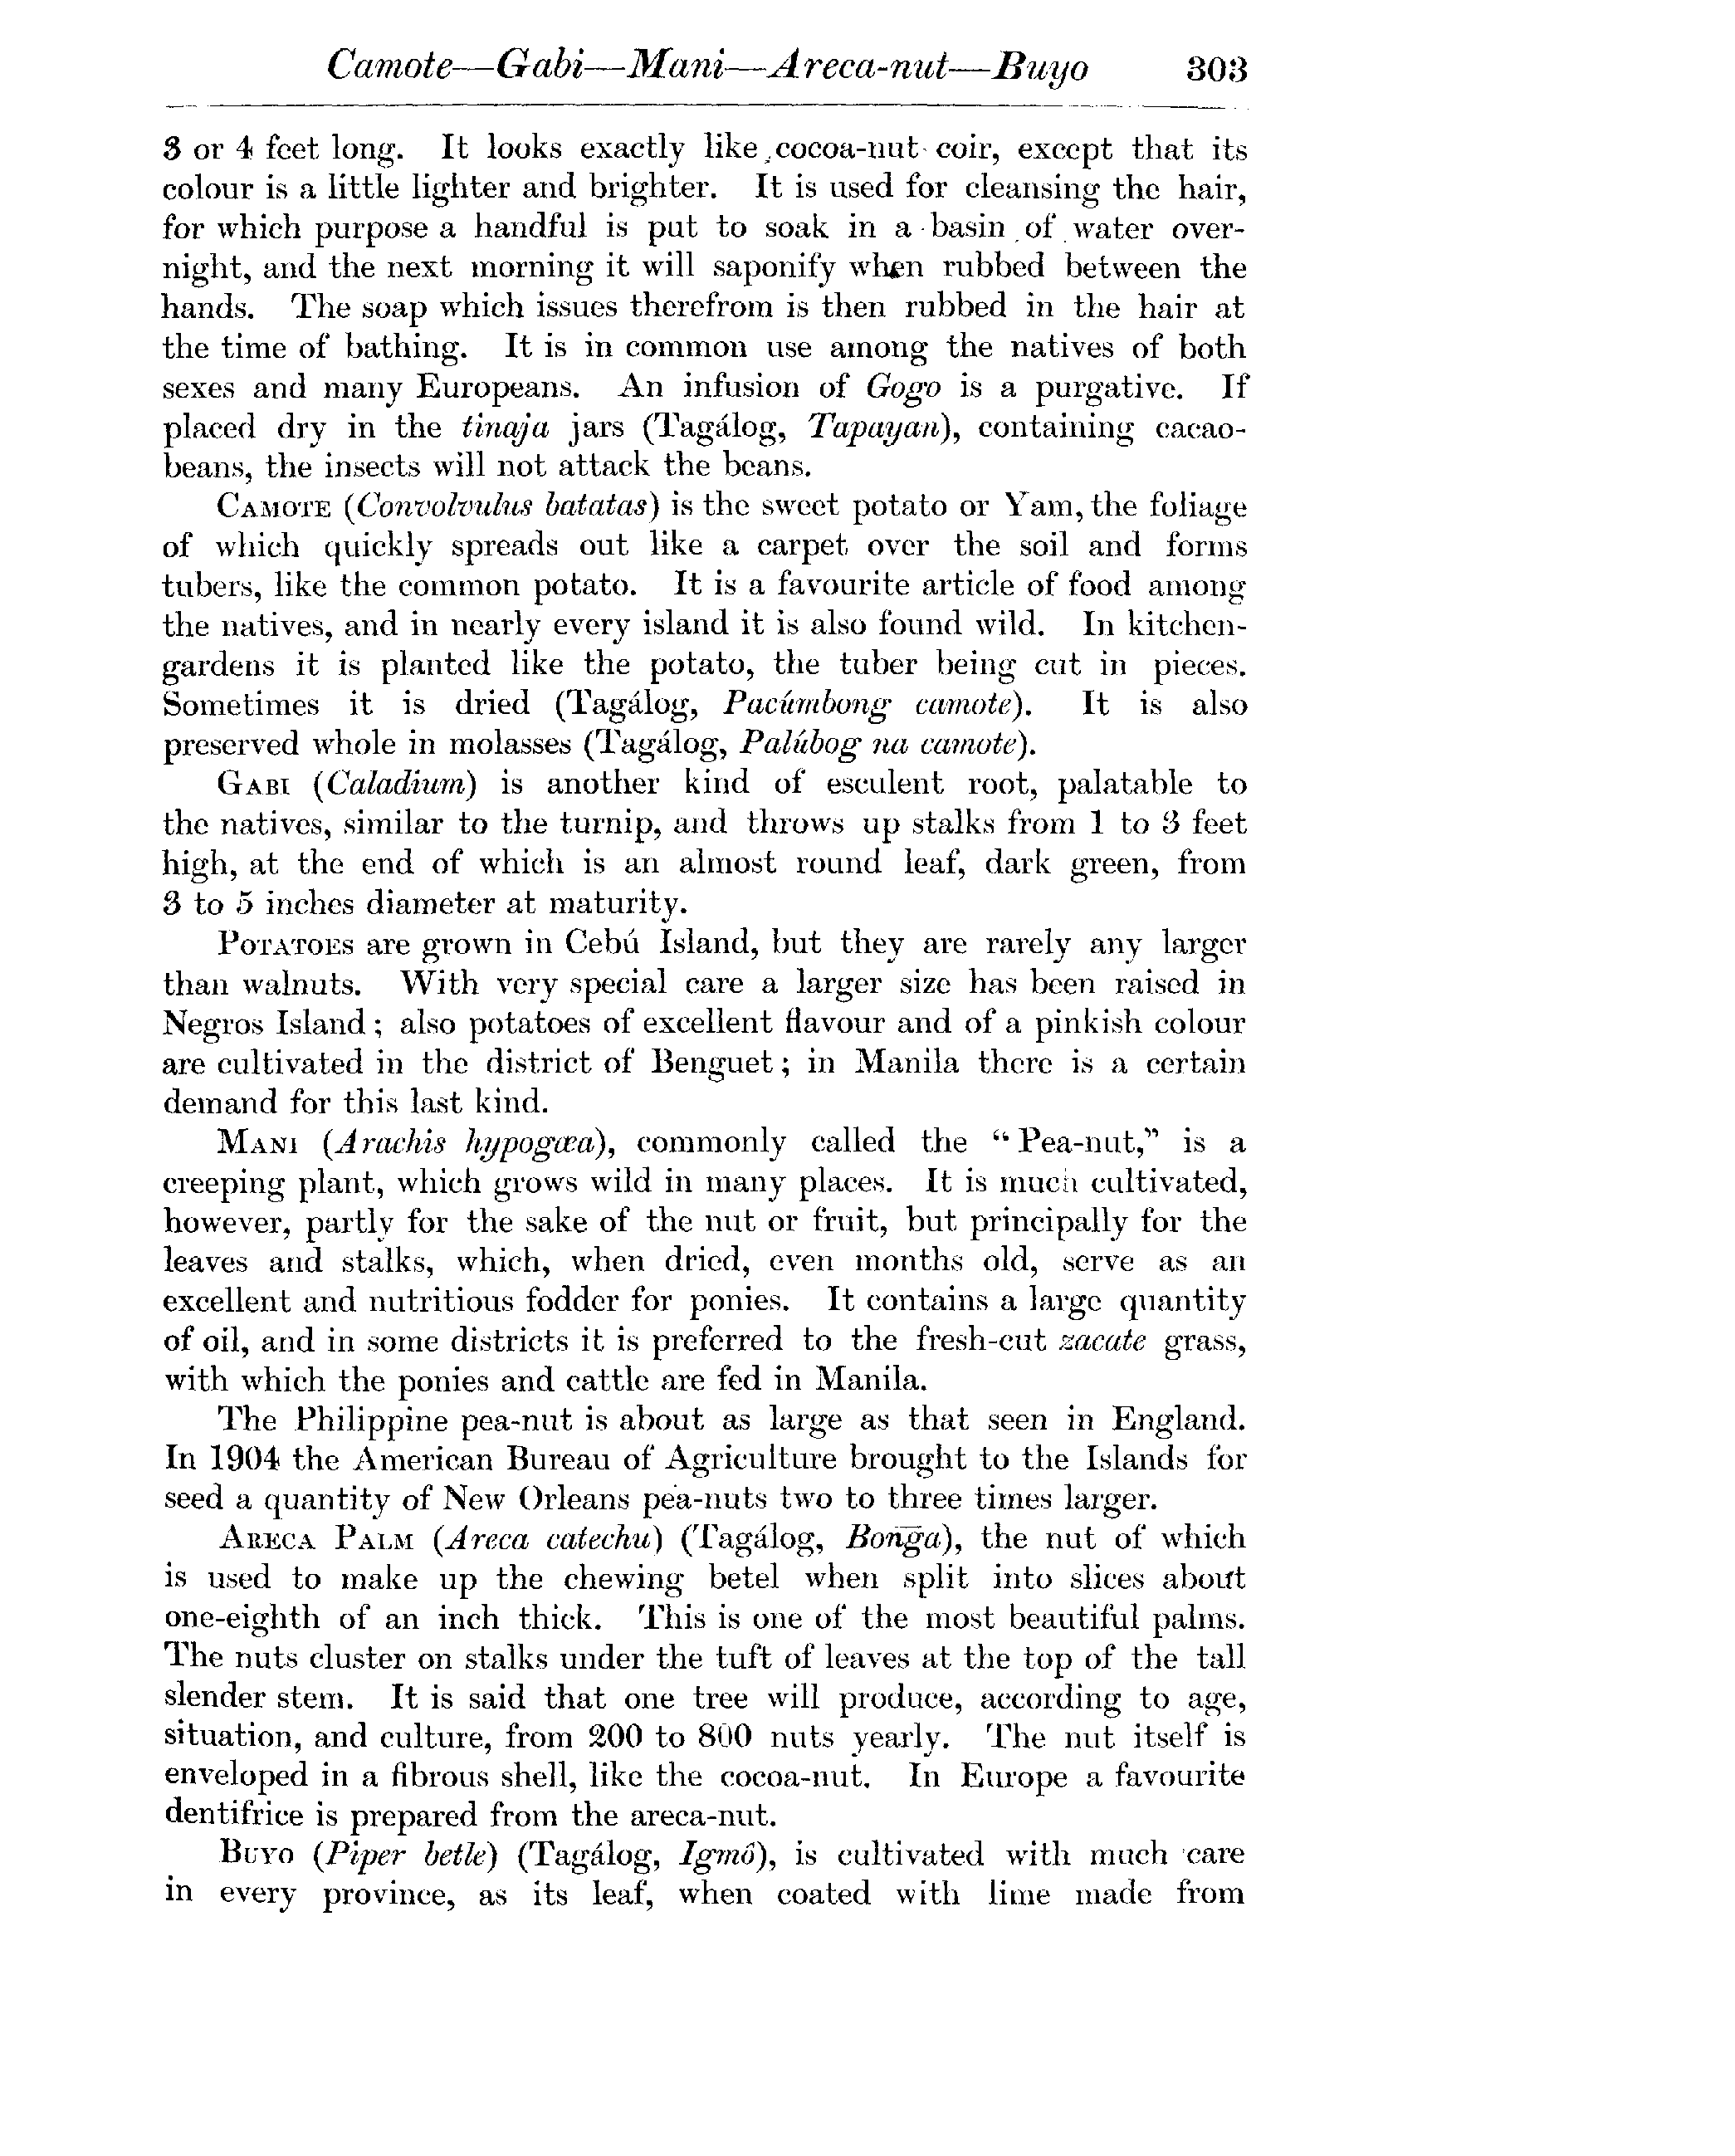 Camote—Gabi—Mani—Areca-nut—Buyo 303
3 or 4 feet long. It looks exactly like cocoa-nut coir, except that its
colour is a little lighter and brighter. It is used for cleansing the hair,
for which purpose a handful is put to soak in a basin of water over-
night, and the next morning it will saponify when rubbed between the
hands. The soap which issues therefrom is then rubbed in the hair at
the time of bathing. It is in common use among the natives of both
sexes and many Europeans. An infusion of Gogo is a purgative. If
placed dry in the tinaja jars (Tagálog, Tapayan), containing cacao-
beans, the insects will not attack the beans.
CAMOTE (Convolvulus batatas) is the sweet potato or Yam, the foliage
of which quickly spreads out like a carpet over the soil and forms
tubers, like the common potato. It is a favourite article of food among
the natives, and in nearly every island it is also found wild. In kitchen-
gardens it is planted like the potato, the tuber being cut in pieces.
Sometimes it is dried (Tagálog, Pacúmbong camote). It is also
preserved whole in molasses (Tagálog, Palúbog na camote).
GABI (Caladium) is another kind of esculent root, palatable to
the natives, similar to the turnip, and throws up stalks from 1 to 3 feet
high, at the end of which is an almost round leaf, dark green, from
3 to 5 inches diameter at maturity.
POTATOES are grown in Cebú Island, but they are rarely any larger
than walnuts. With very special care a larger size has been raised in
Negros Island; also potatoes of excellent flavour and of a pinkish colour
are cultivated in the district of Benguet; in Manila there is a certain
demand for this last kind.
MANI (Arachis hypogæa), commonly called the "Pea-nut," is a
creeping plant, which grows wild in many places. It is much cultivated,
however, partly for the sake of the nut or fruit, but principally for the
leaves and stalks, which, when dried, even months old, serve as an
excellent and nutritious fodder for ponies. It contains a large quantity
of oil, and in some districts it is preferred to the fresh-cut zacate grass,
with which the ponies and cattle are fed in Manila.
The Philippine pea-nut is about as large as that seen in England.
In 1904 the American Bureau of Agriculture brought to the Islands for
seed a quantity of New Orleans pea-nuts two to three times larger.
ARECA PALM (Areca catechu) (Tagálog, Bon͠ga), the nut of which
is used to make up the chewing betel when split into slices about
one-eighth of an inch thick. This is one of the most beautiful palms.
The nuts cluster on stalks under the tuft of leaves at the top of the tall
slender stem. It is said that one tree will produce, according to age,
situation, and culture, from 200 to 800 nuts yearly. The nut itself is
enveloped in a fibrous shell, like the cocoa-nut. In Europe a favourite
dentifrice is prepared from the areca-nut.
BUYO (Piper betle) (Tagálog, Igmô), is cultivated with much care
in every province, as its leaf, when coated with lime made from